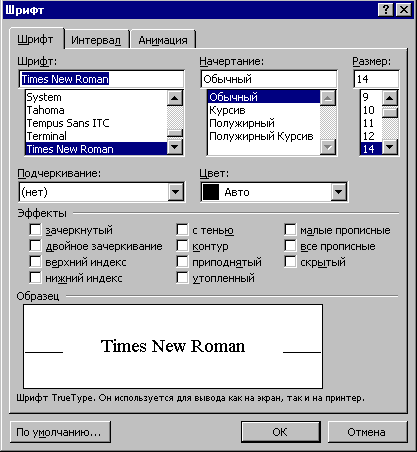 Шрифт
Шрифт Интервал Анимация
Шрифт: Начертание: Размер:
Times New Roman Обычный 14
System Обычный 9
Tahoma Курсив 10
Tempus Sans ITC Полужирный 11
Terminal Полужирный Курсив 12
Times New Roman 14
Подчеркивание: Цвет:
(нет) Авто
Эффекты
зачеркнутый с тенью малые прописные
двойное зачеркивание контур все прописные
верхний индекс приподнятый скрытый
нижний индекс утопленный
Образец
Times New Roman
Шрифт TrueType. Он используется для вывода как на экран, так и на принтер.
По умолчанию... ОК Отмена